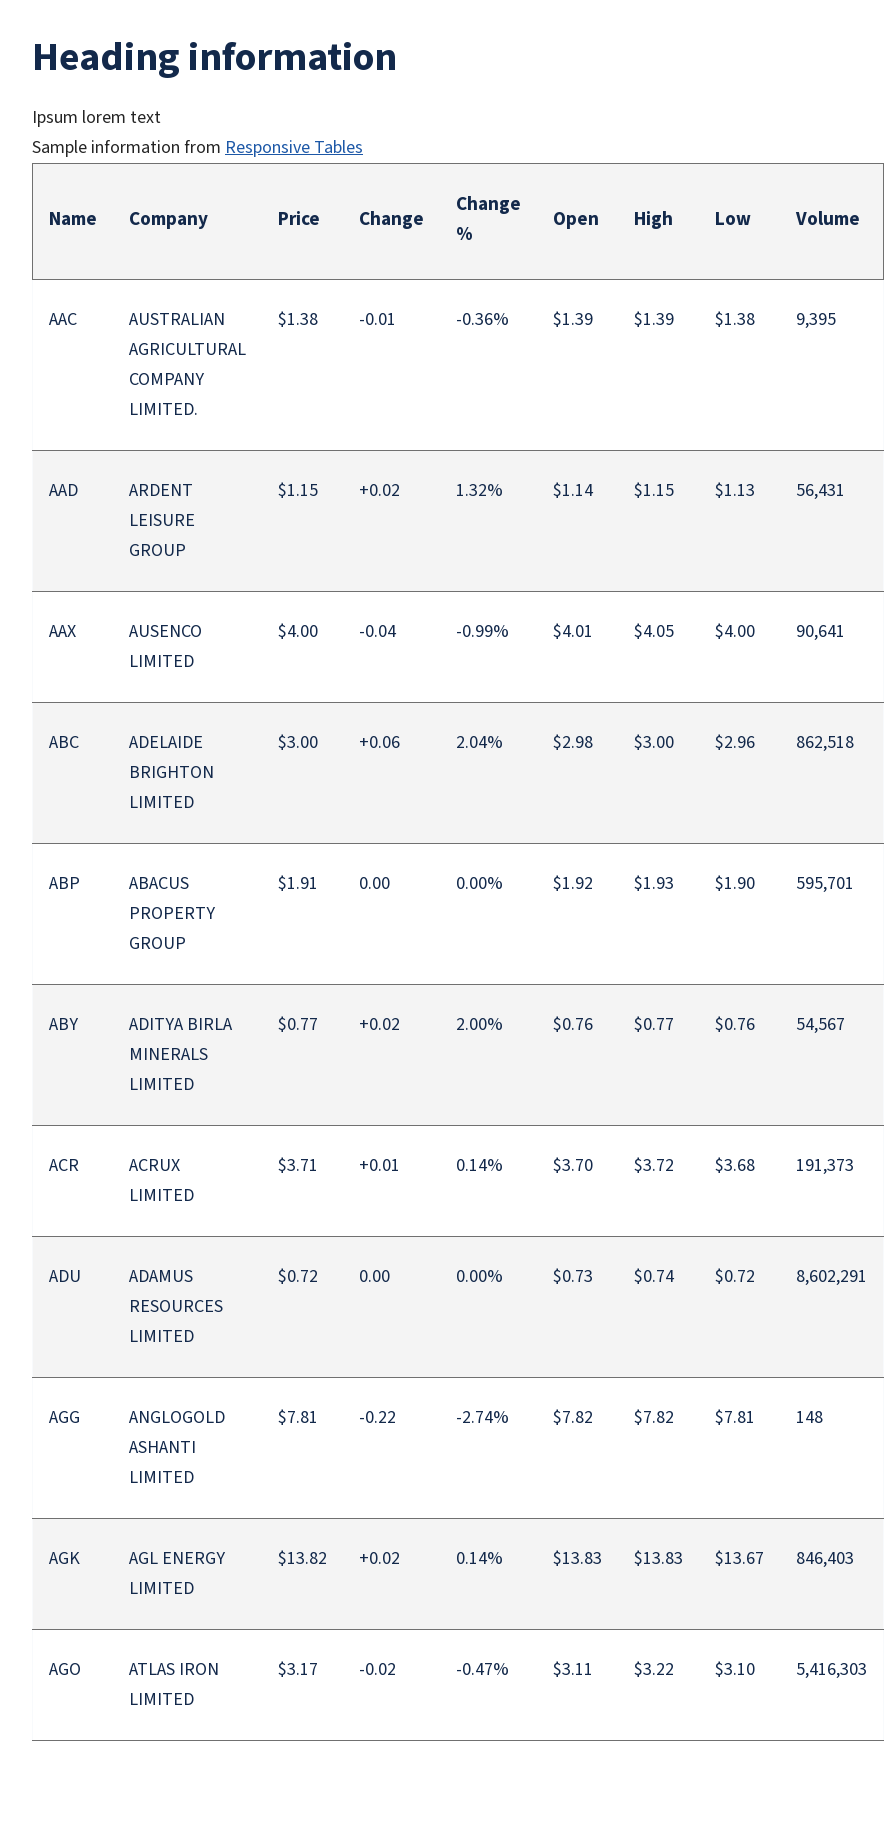 Heading information
Ipsum lorem text
Sample information from Responsive Tables
Name Company Price Change Change % Open High Low Volume
AAC AUSTRALIAN AGRICULTURAL COMPANY LIMITED. $1.38 -0.01 -0.36% $1.39 $1.39 $1.38 9,395
AAD ARDENT LEISURE GROUP $1.15 +0.02 1.32% $1.14 $1.15 $1.13 56,431
AAX AUSENCO LIMITED $4.00 -0.04 -0.99% $4.01 $4.05 $4.00 90,641
ABC ADELAIDE BRIGHTON LIMITED $3.00 +0.06 2.04% $2.98 $3.00 $2.96 862,518
ABP ABACUS PROPERTY GROUP $1.91 0.00 0.00% $1.92 $1.93 $1.90 595,701
ABY ADITYA BIRLA MINERALS LIMITED $0.77 +0.02 2.00% $0.76 $0.77 $0.76 54,567
ACR ACRUX LIMITED $3.71 +0.01 0.14% $3.70 $3.72 $3.68 191,373
ADU ADAMUS RESOURCES LIMITED $0.72 0.00 0.00% $0.73 $0.74 $0.72 8,602,291
AGG ANGLOGOLD ASHANTI LIMITED $7.81 -0.22 -2.74% $7.82 $7.82 $7.81 148
AGK AGL ENERGY LIMITED $13.82 +0.02 0.14% $13.83 $13.83 $13.67 846,403
AGO ATLAS IRON LIMITED $3.17 -0.02 -0.47% $3.11 $3.22 $3.10 5,416,303